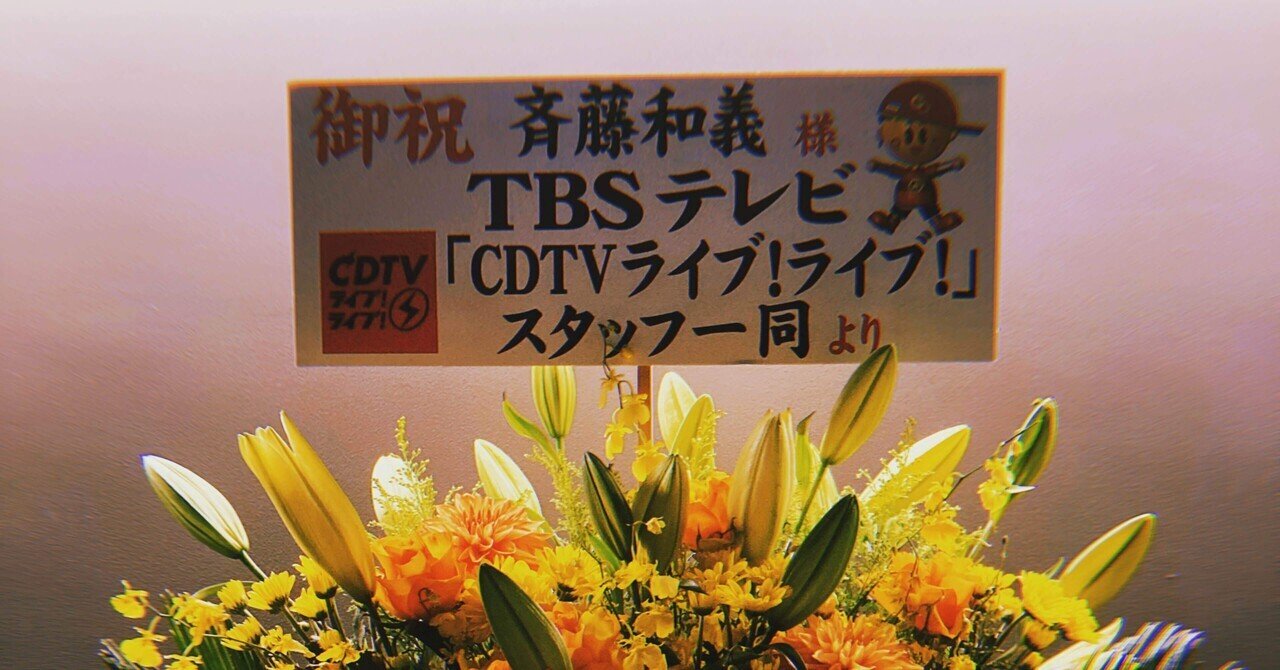 御祝 斉藤和義 様
TBSテレビ
「CDTVライブ!ライブ!」
スタッフ一同より
CDTV
ライブ!
ライブ!